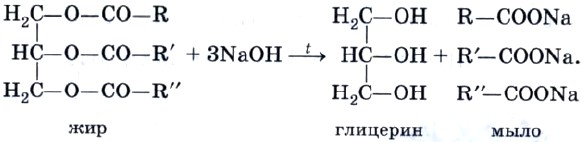 H₂C—O—CO—R H₂C—OH R—COONa
HC—O—CO—R′ + 3NaOH →t HC—OH + R′—COONa.
H₂C—O—CO—R″ H₂C—OH R″—COONa
жир глицерин мыло